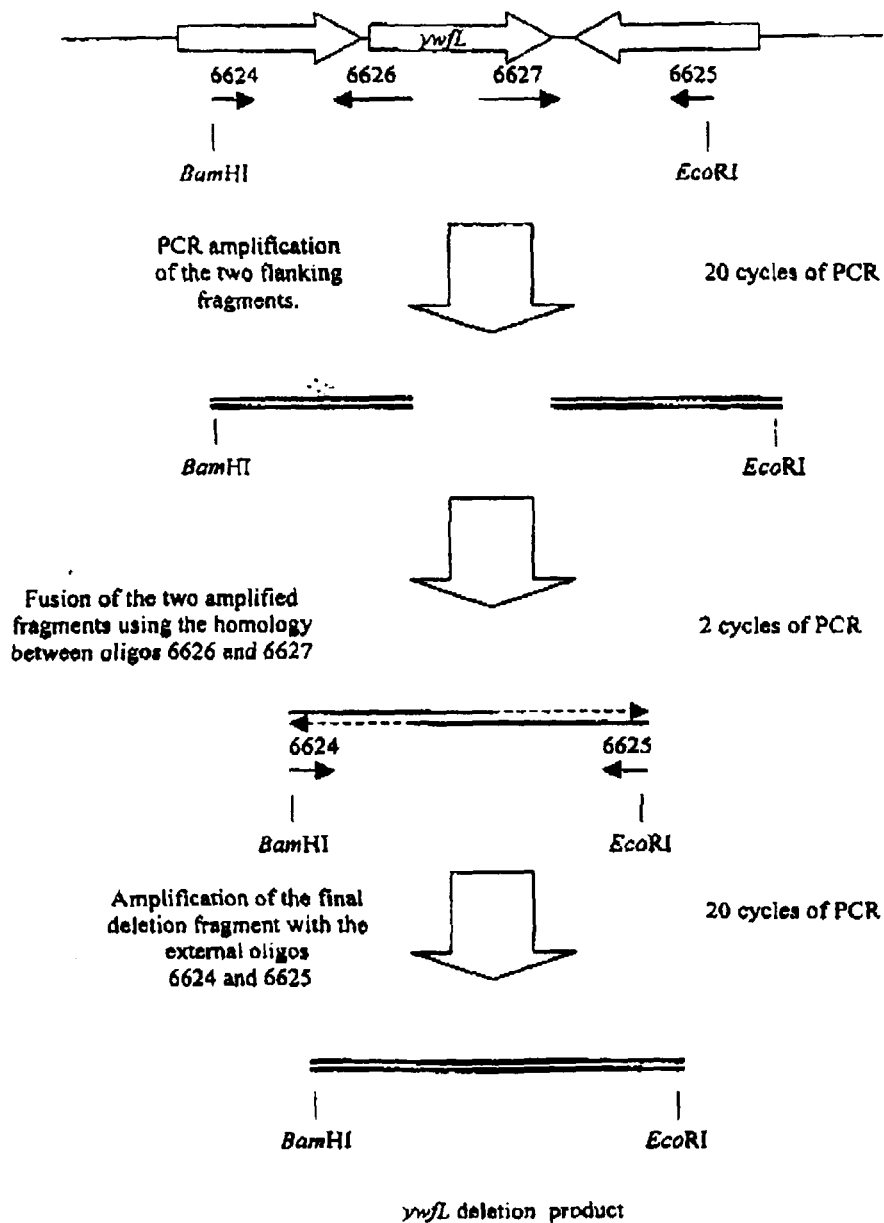 ywfL
6624 6626 6627 6625
BamHI EcoRI
PCR amplification
of the two flanking
fragments.
20 cycles of PCR
BamHI EcoRI
Fusion of the two amplified
fragments using the homology
between oligos 6626 and 6627
2 cycles of PCR
6624 6625
BamHI EcoRI
Amplification of the final
deletion fragment with the
external oligos
6624 and 6625
20 cycles of PCR
BamHI EcoRI
ywfL deletion product